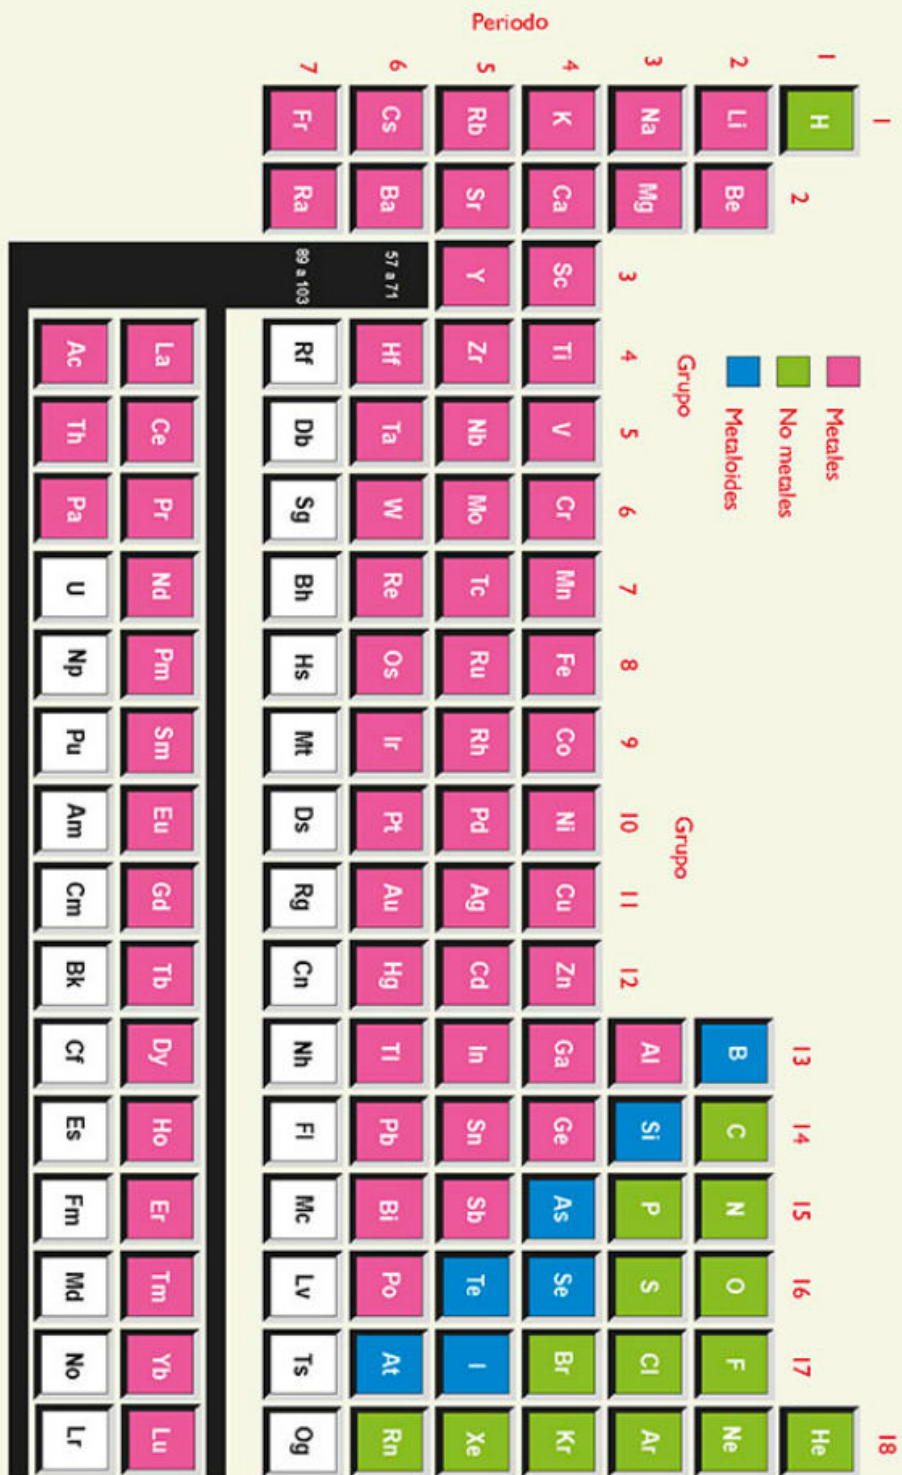 Metales
No metales
Metaloides
Grupo
Grupo
Periodo
1 18
1 H He
2 13 14 15 16 17
2 Li Be B C N O F Ne
3 Na Mg Al Si P S Cl Ar
3 4 5 6 7 8 9 10 11 12
4 K Ca Sc Ti V Cr Mn Fe Co Ni Cu Zn Ga Ge As Se Br Kr
5 Rb Sr Y Zr Nb Mo Tc Ru Rh Pd Ag Cd In Sn Sb Te I Xe
6 Cs Ba 57 a 71 Hf Ta W Re Os Ir Pt Au Hg Tl Pb Bi Po At Rn
7 Fr Ra 89 a 103 Rf Db Sg Bh Hs Mt Ds Rg Cn Nh Fl Mc Lv Ts Og
La Ce Pr Nd Pm Sm Eu Gd Tb Dy Ho Er Tm Yb Lu
Ac Th Pa U Np Pu Am Cm Bk Cf Es Fm Md No Lr